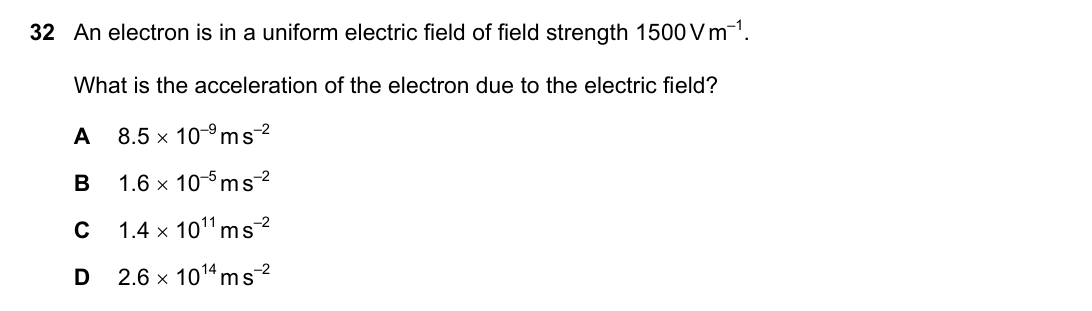 32 An electron is in a uniform electric field of field strength 1500 V m⁻¹.
What is the acceleration of the electron due to the electric field?
A 8.5 × 10⁻⁹ m s⁻²
B 1.6 × 10⁻⁵ m s⁻²
C 1.4 × 10¹¹ m s⁻²
D 2.6 × 10¹⁴ m s⁻²